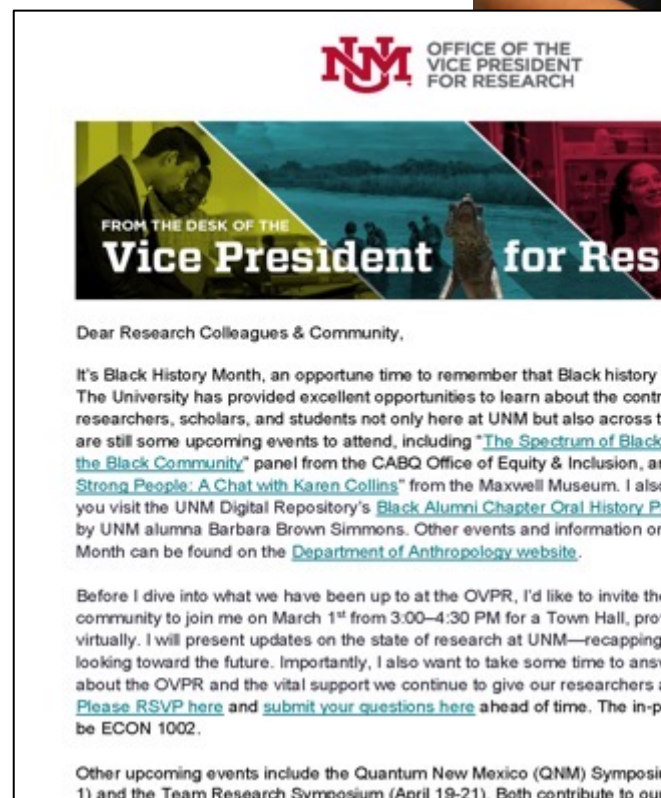 UNM
OFFICE OF THE
VICE PRESIDENT
FOR RESEARCH
FROM THE DESK OF THE
Vice President for Res
Dear Research Colleagues & Community,
It's Black History Month, an opportune time to remember that Black history
The University has provided excellent opportunities to learn about the contr
researchers, scholars, and students not only here at UNM but also across t
are still some upcoming events to attend, including "The Spectrum of Black
the Black Community" panel from the CABQ Office of Equity & Inclusion, a
Strong People: A Chat with Karen Collins" from the Maxwell Museum. I also
you visit the UNM Digital Repository's Black Alumni Chapter Oral History P
by UNM alumna Barbara Brown Simmons. Other events and information or
Month can be found on the Department of Anthropology website.
Before I dive into what we have been up to at the OVPR, I'd like to invite the
community to join me on March 1st from 3:00–4:30 PM for a Town Hall, pro
virtually. I will present updates on the state of research at UNM—recapping
looking toward the future. Importantly, I also want to take some time to answ
about the OVPR and the vital support we continue to give our researchers a
Please RSVP here and submit your questions here ahead of time. The in-p
be ECON 1002.
Other upcoming events include the Quantum New Mexico (QNM) Symposi
1) and the Team Research Symposium (April 19-21). Both contribute to our